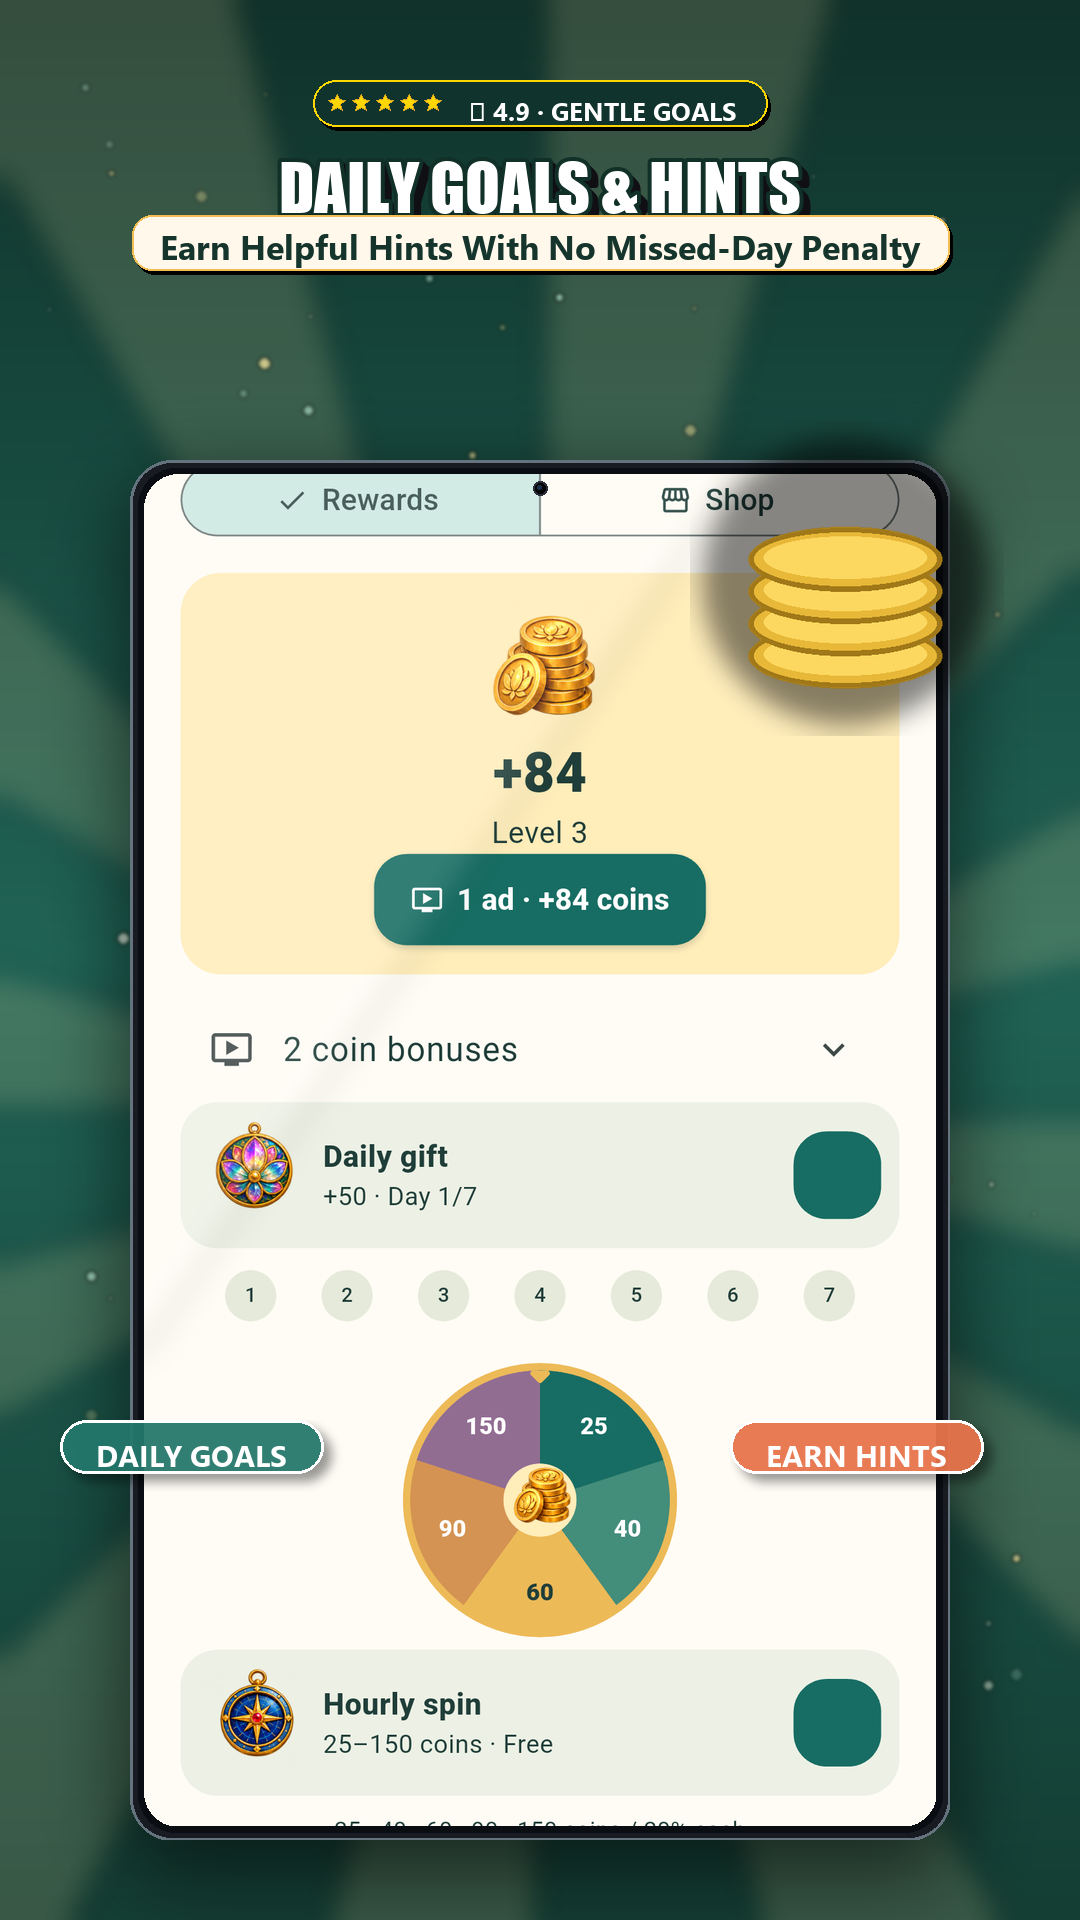 4.9 · GENTLE GOALS
DAILY GOALS & HINTS
Earn Helpful Hints With No Missed-Day Penalty
Rewards
Shop
+84
Level 3
1 ad · +84 coins
2 coin bonuses
Daily gift
+50 · Day 1/7
1 2 3 4 5 6 7
150 25
DAILY GOALS
EARN HINTS
90 40
60
Hourly spin
25–150 coins · Free